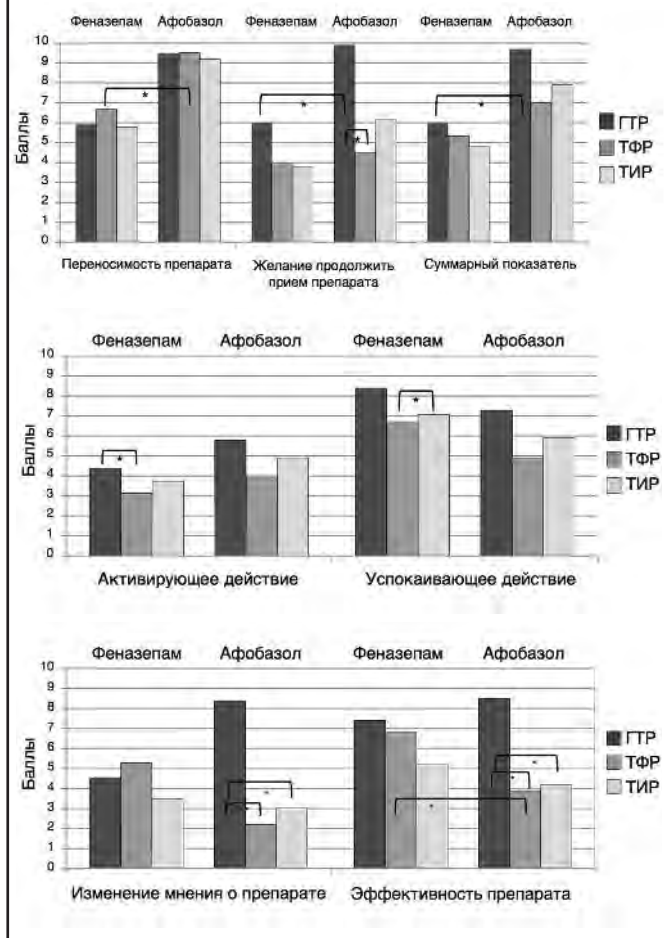 Феназепам Афобазол Феназепам Афобазол Феназепам Афобазол
Баллы
10
9
8
7
6
5
4
3
2
1
0
*
*
*
*
ГТР
ТФР
ТИР
Переносимость препарата
Желание продолжить
прием препарата
Суммарный показатель
Феназепам Афобазол Феназепам Афобазол
Баллы
10
9
8
7
6
5
4
3
2
1
0
*
*
ГТР
ТФР
ТИР
Активирующее действие Успокаивающее действие
Феназепам Афобазол Феназепам Афобазол
Баллы
10
9
8
7
6
5
4
3
2
1
0
*
*
*
*
*
ГТР
ТФР
ТИР
Изменение мнения о препарате Эффективность препарата